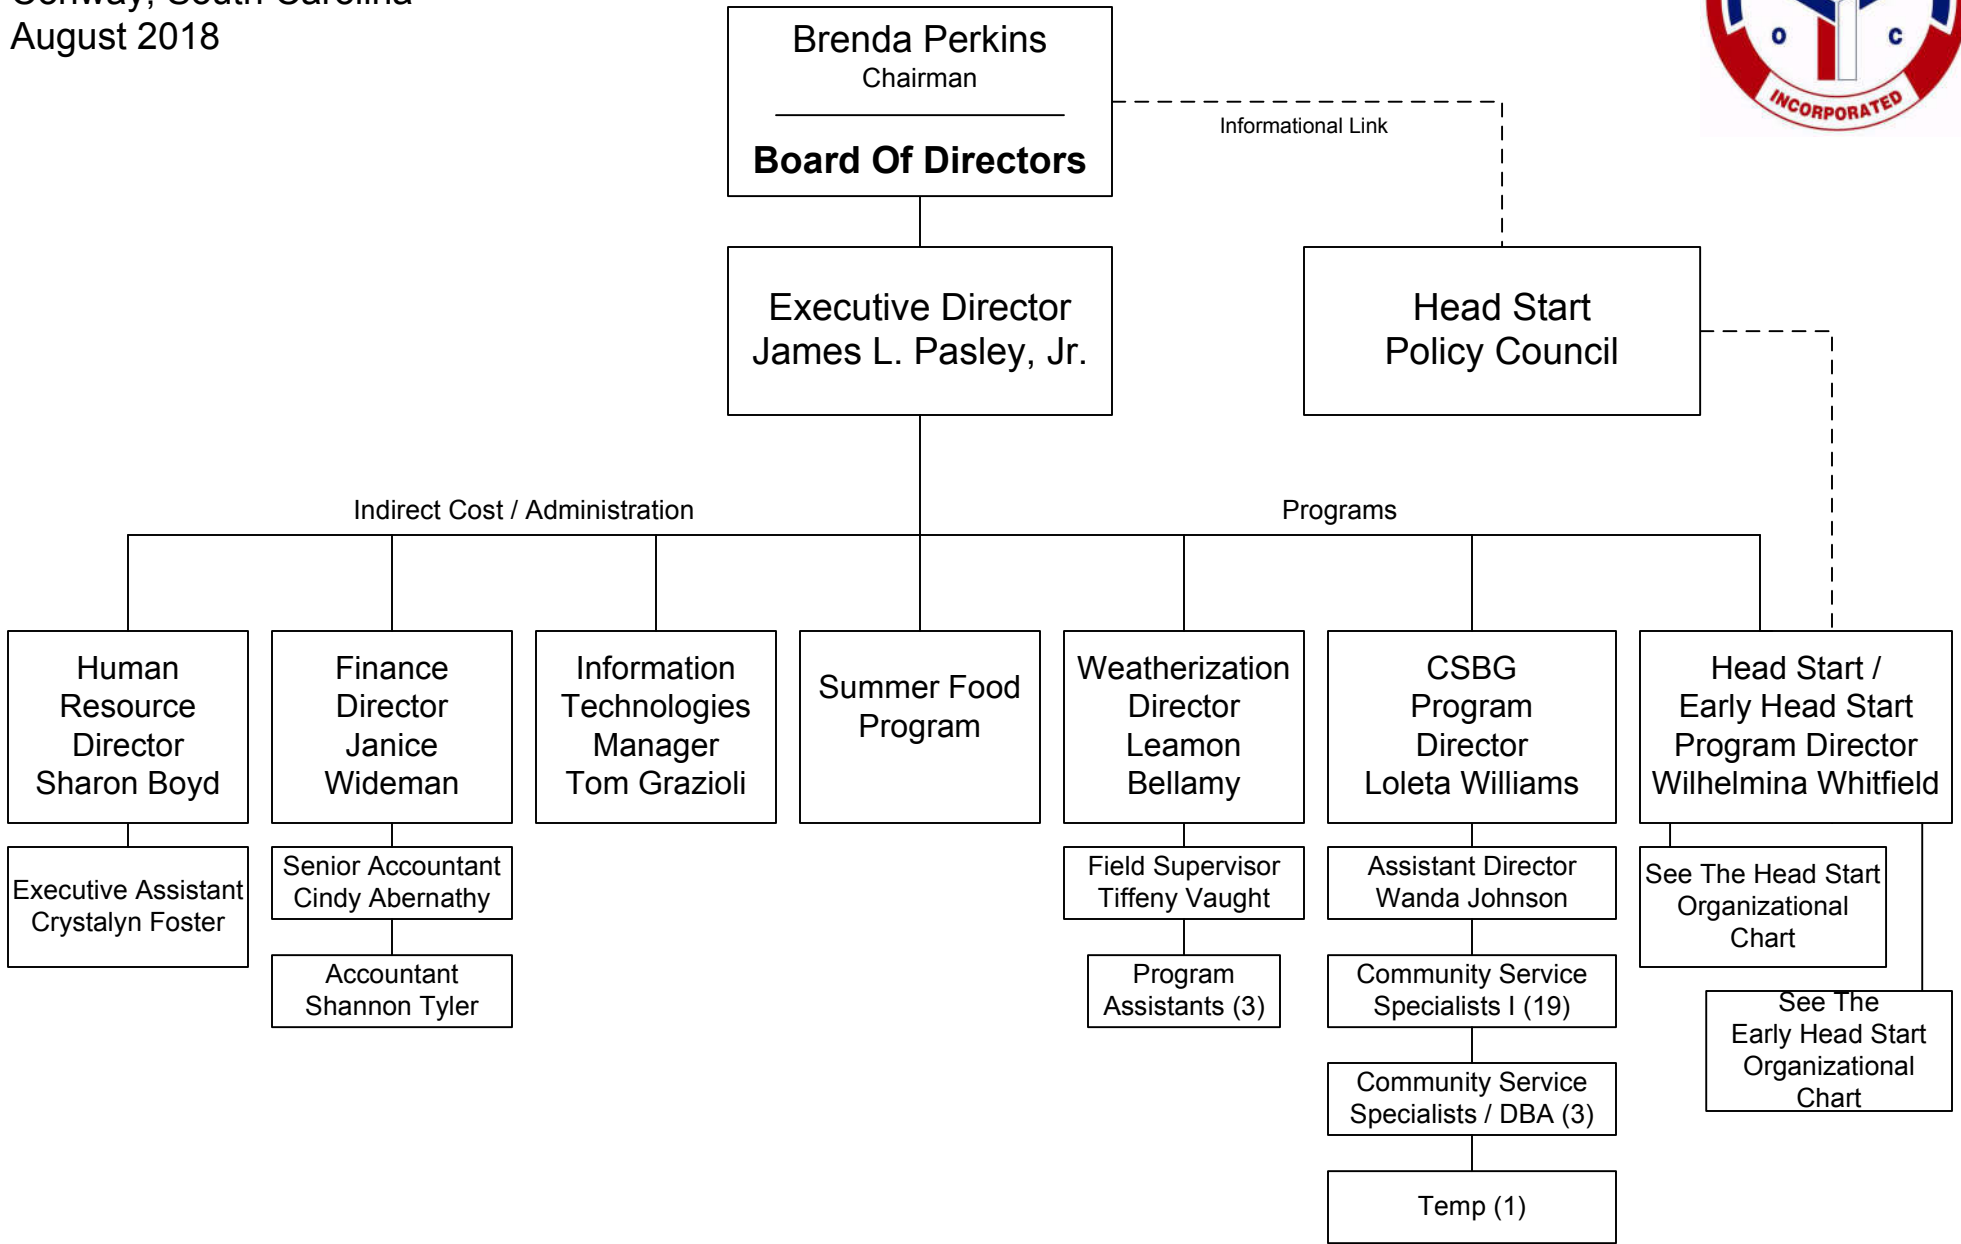 Conway, South Carolina
August 2018
Brenda Perkins
Chairman
Board Of Directors
Informational Link
O C
INCORPORATED
Executive Director
James L. Pasley, Jr.
Head Start
Policy Council
Indirect Cost / Administration
Programs
Human
Resource
Director
Sharon Boyd
Finance
Director
Janice
Wideman
Information
Technologies
Manager
Tom Grazioli
Summer Food
Program
Weatherization
Director
Leamon
Bellamy
CSBG
Program
Director
Loleta Williams
Head Start /
Early Head Start
Program Director
Wilhelmina Whitfield
Executive Assistant
Crystalyn Foster
Senior Accountant
Cindy Abernathy
Accountant
Shannon Tyler
Field Supervisor
Tiffeny Vaught
Program
Assistants (3)
Assistant Director
Wanda Johnson
Community Service
Specialists I (19)
Community Service
Specialists / DBA (3)
Temp (1)
See The Head Start
Organizational
Chart
See The
Early Head Start
Organizational
Chart